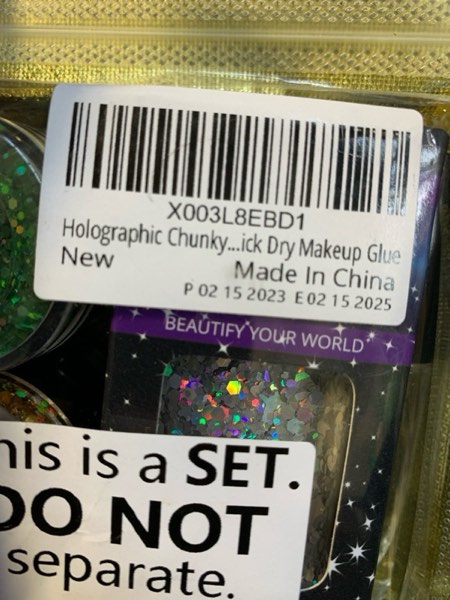 X003L8EBD1
Holographic Chunky...ick Dry Makeup Glue
New
Made In China
P 02 15 2023 E 02 15 2025
BEAUTIFY YOUR WORLD
his is a SET.
DO NOT
separate.